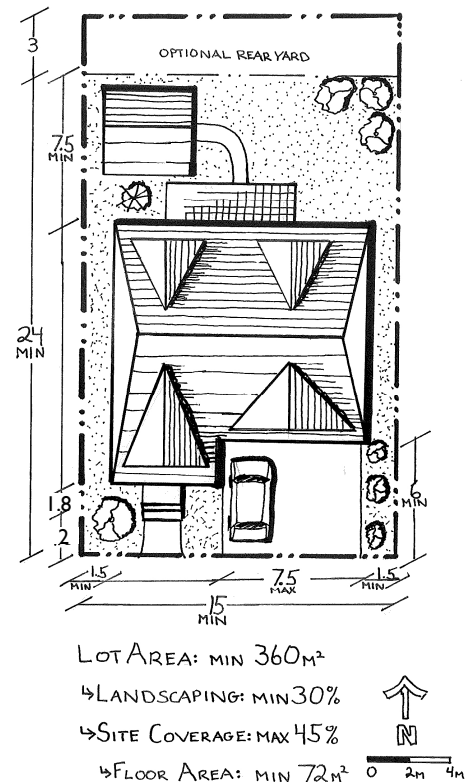 3
OPTIONAL REAR YARD
7.5
MIN
24
MIN
1.8
.2
6
MIN
1.5
MIN
7.5
MAX
1.5
MIN
15
MIN
LOT AREA: MIN 360M²
↳LANDSCAPING: MIN 30%
↳SITE COVERAGE: MAX 45%
↳FLOOR AREA: MIN 72M²
N
0 2M 4M